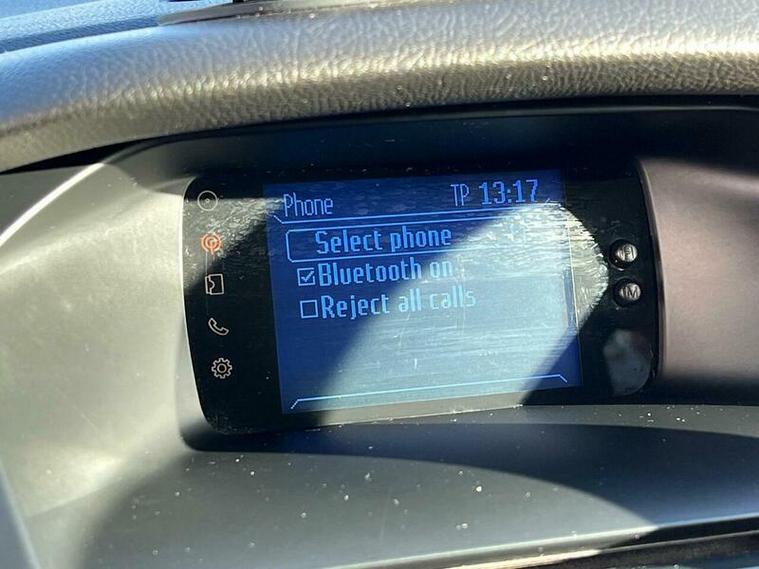 Phone TP 13:17
Select phone
Bluetooth on
Reject all calls
M